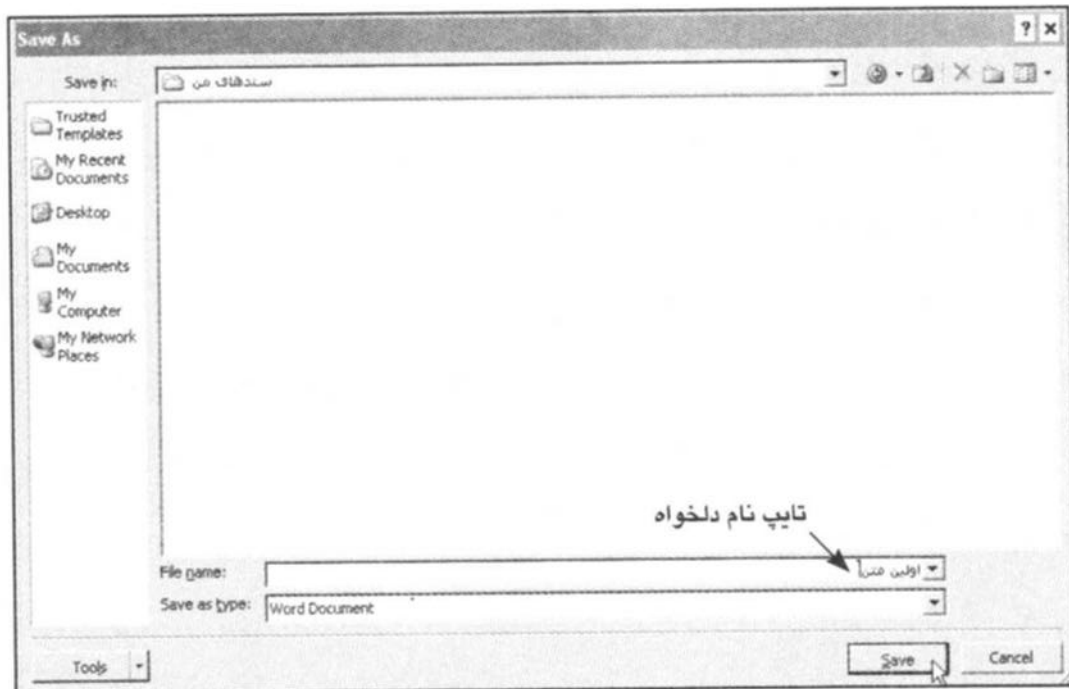 Save As
Save in:
سندهای من
Trusted
Templates
My Recent
Documents
Desktop
My
Documents
My
Computer
My Network
Places
تایپ نام دلخواه
File name:
اولین متن
Save as type:
Word Document
Tools
Save
Cancel